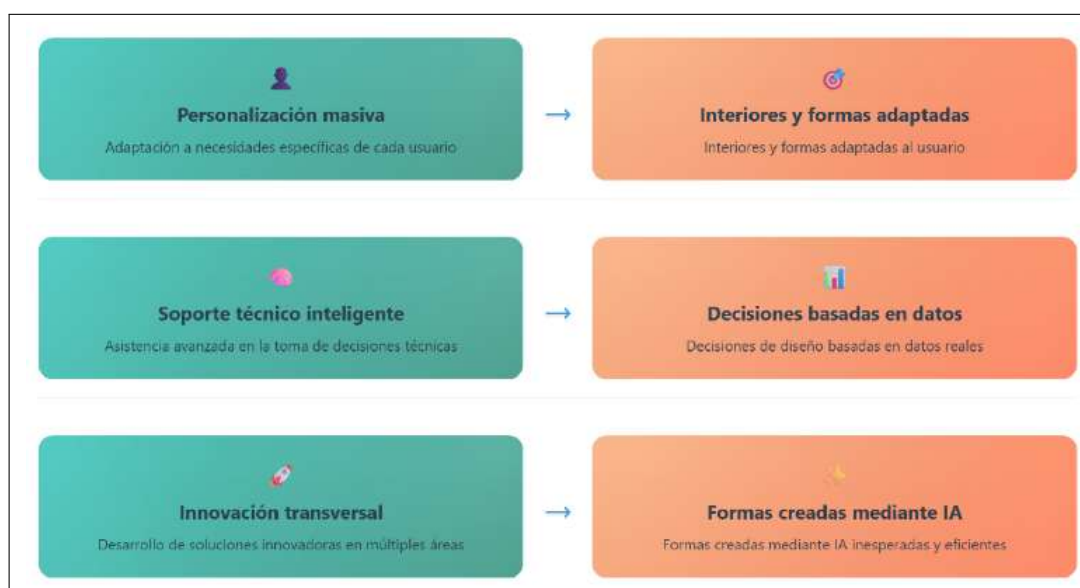 Personalización masiva
Adaptación a necesidades específicas de cada usuario
→
Interiores y formas adaptadas
Interiores y formas adaptadas al usuario
Soporte técnico inteligente
Asistencia avanzada en la toma de decisiones técnicas
→
Decisiones basadas en datos
Decisiones de diseño basadas en datos reales
Innovación transversal
Desarrollo de soluciones innovadoras en múltiples áreas
→
Formas creadas mediante IA
Formas creadas mediante IA inesperadas y eficientes